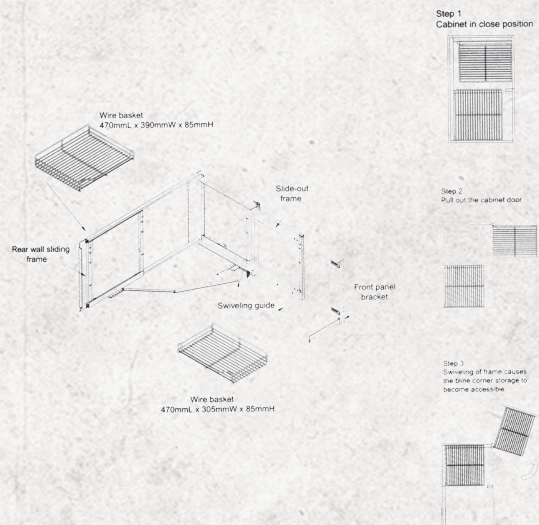 Step 1
Cabinet in close position
Wire basket
470mmL x 390mmW x 85mmH
Slide-out
frame
Rear wall sliding
frame
Swiveling guide
Front panel
bracket
Wire basket
470mmL x 305mmW x 85mmH
Step 2
Pull out the cabinet door
Step 3
Swiveling of frame causes
the bline corner storage to
become accessible